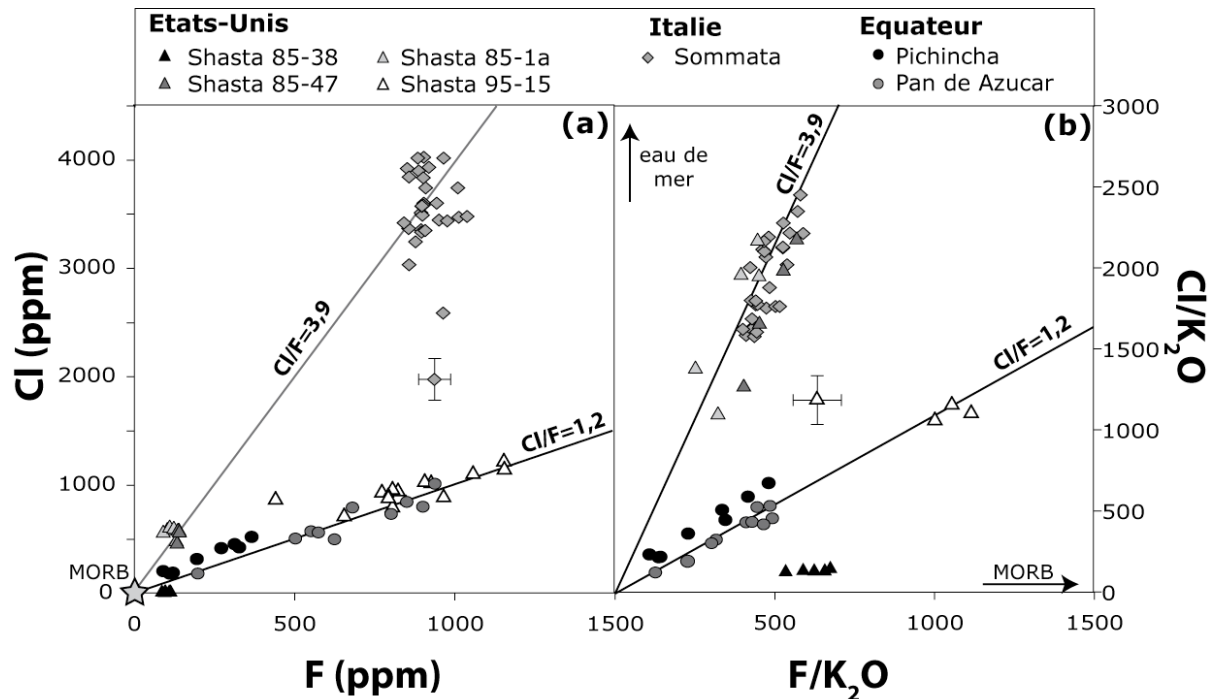 Etats-Unis Italie Equateur
Shasta 85-38 Shasta 85-1a Sommata Pichincha
Shasta 85-47 Shasta 95-15 Pan de Azucar
(a)
Cl (ppm)
4000
3000
2000
1000
0
Cl/F=3,9
Cl/F=1,2
MORB
0 500 1000 1500
F (ppm)
(b)
eau de
mer
Cl/F=3,9
Cl/F=1,2
MORB
3000
2500
2000
1500
1000
500
0
Cl/K₂O
500 1000 1500
F/K₂O